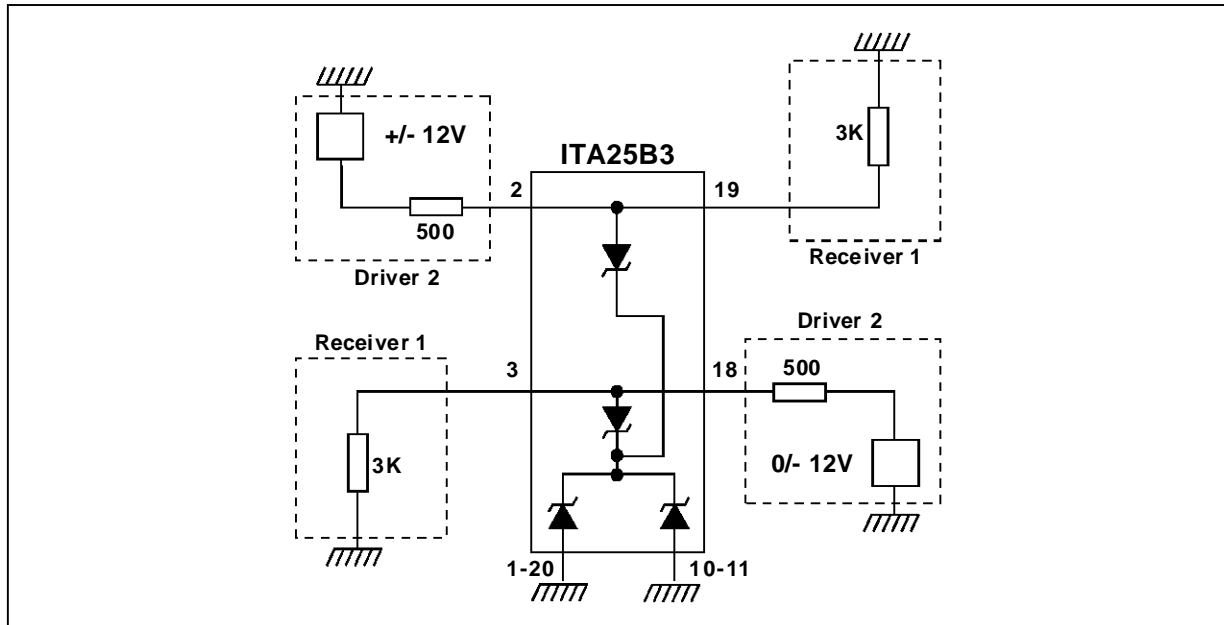 +/- 12V
500
Driver 2
3K
Receiver 1
ITA25B3
2
19
Receiver 1
3K
3
18
Driver 2
500
0/- 12V
1-20
10-11